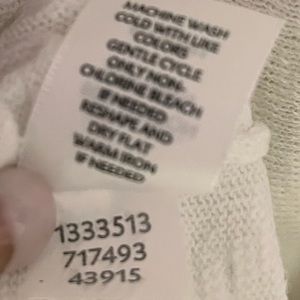 MACHINE WASH
COLD WITH LIKE
COLORS
GENTLE CYCLE
ONLY NON-
CHLORINE BLEACH
IF NEEDED
RESHAPE AND
DRY FLAT
WARM IRON
IF NEEDED
1333513
717493
43915